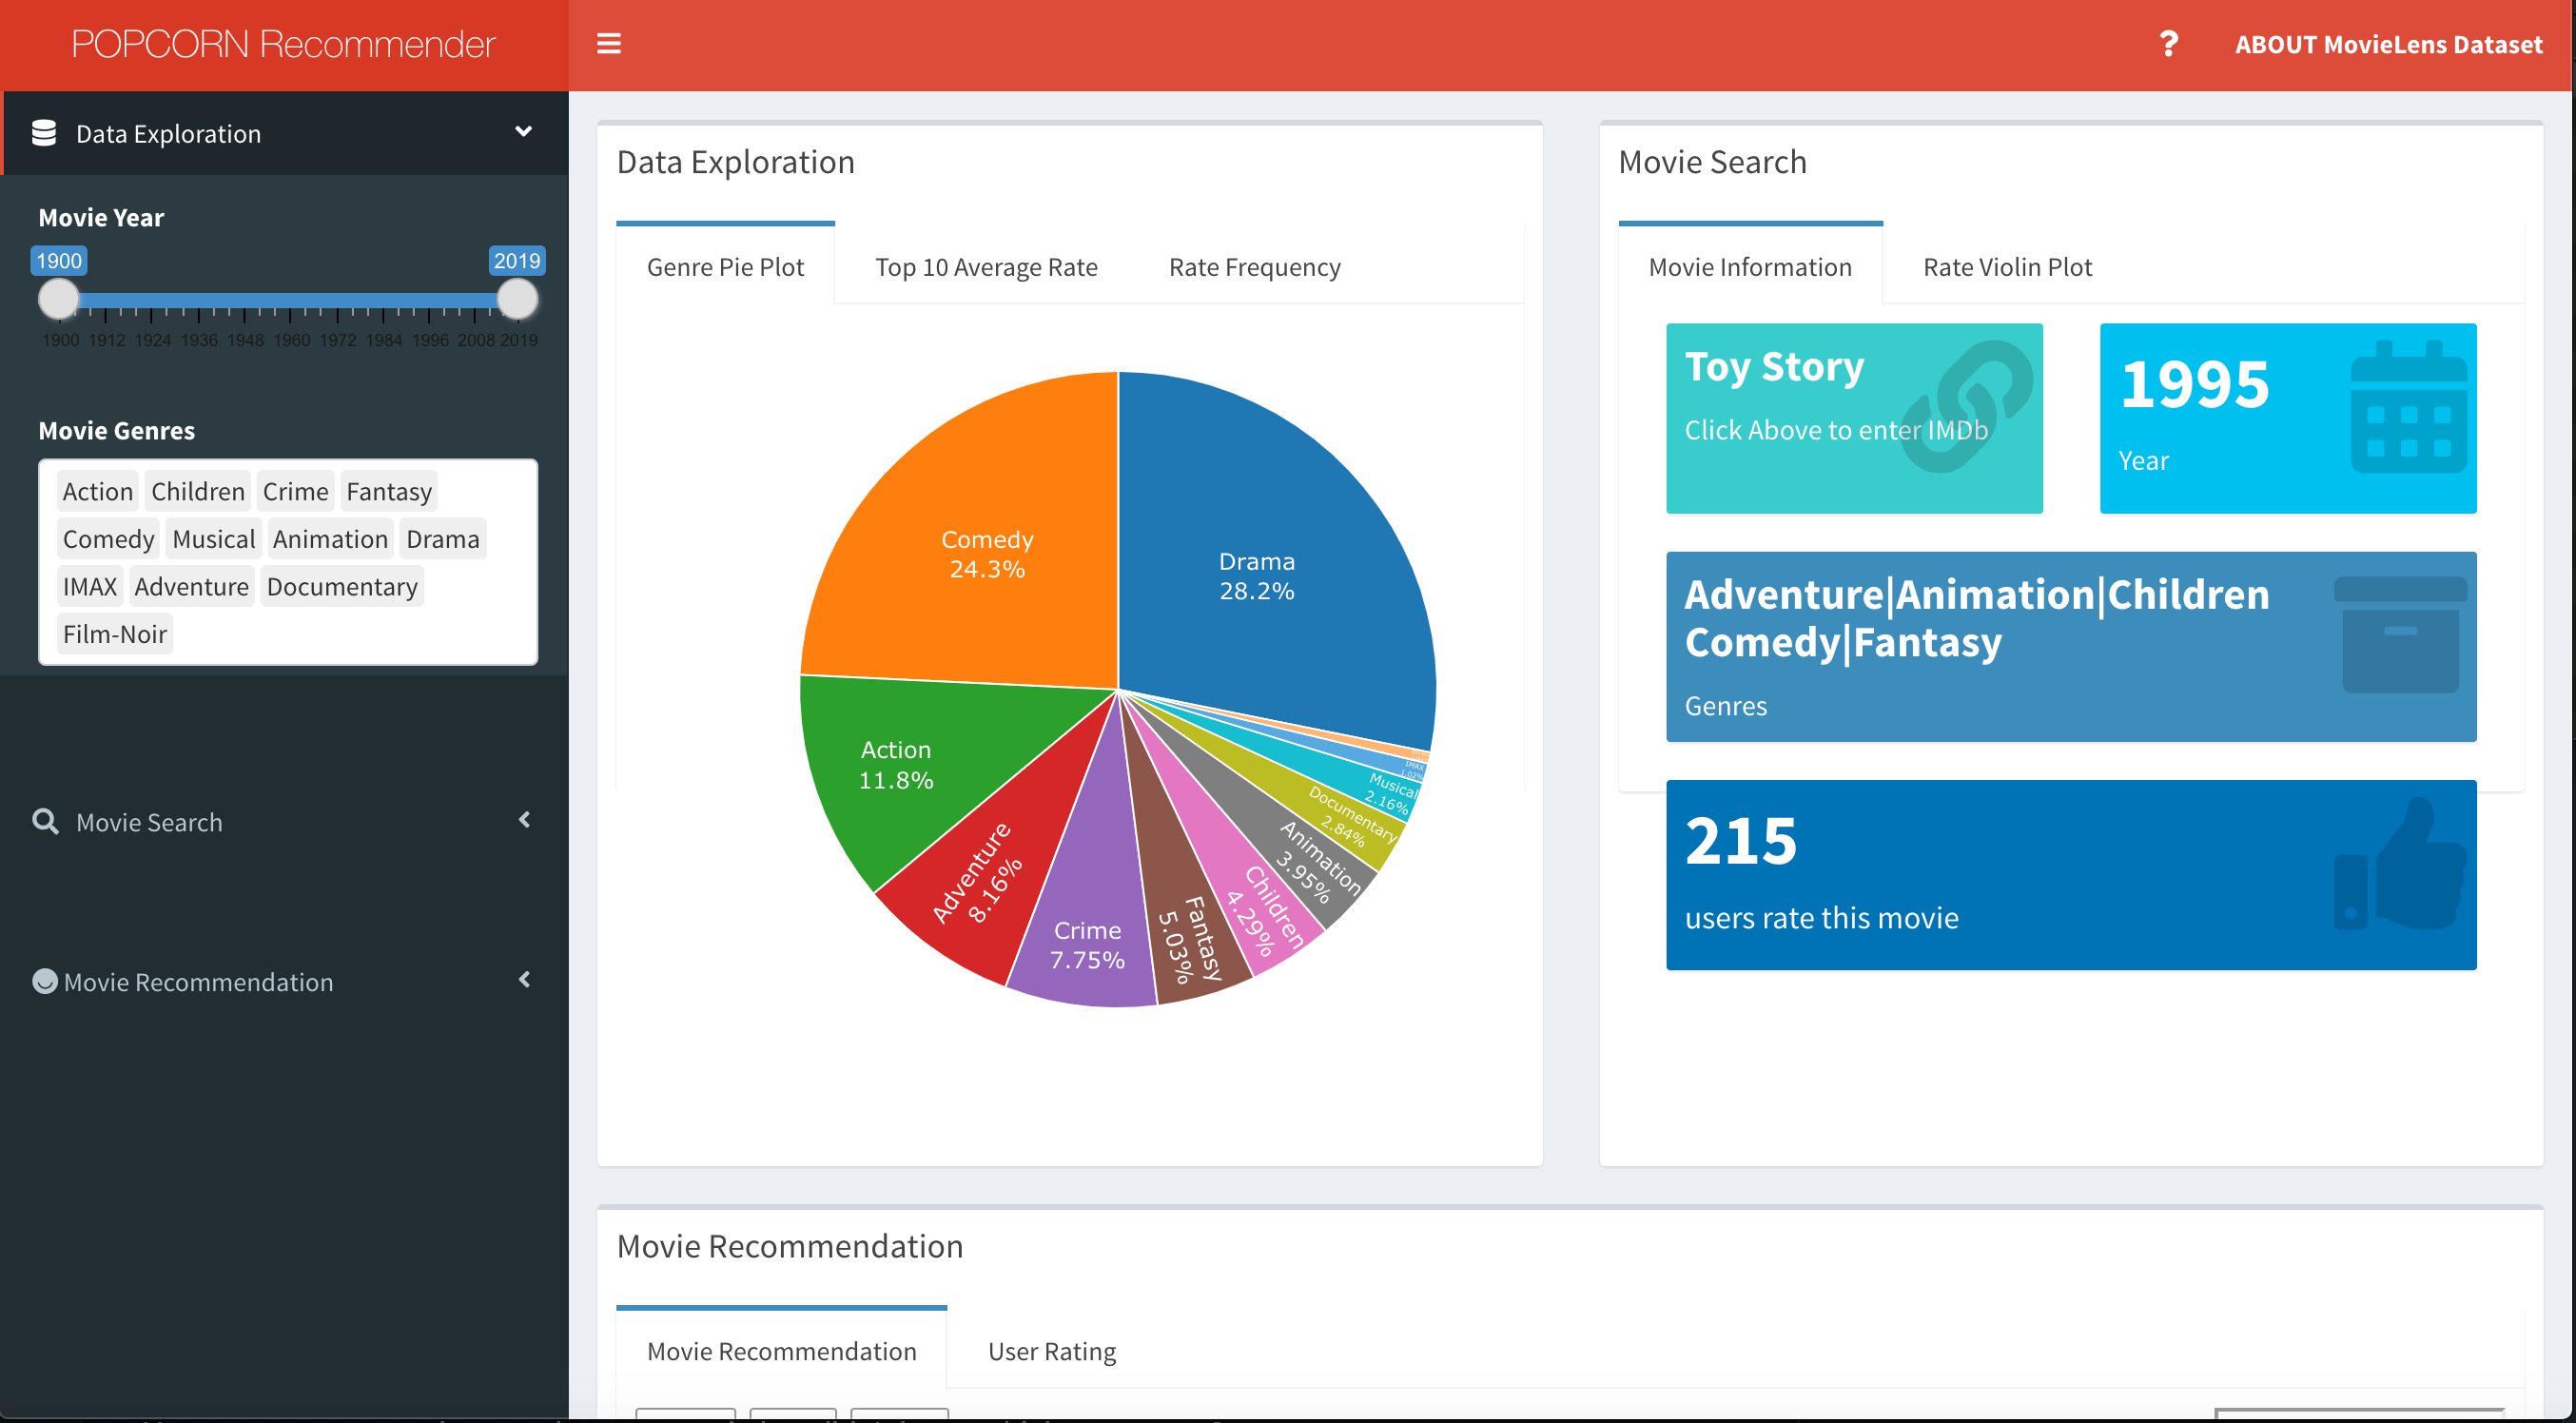 POPCORN Recommender
ABOUT MovieLens Dataset
Data Exploration
Movie Year
1900 2019
1900 1912 1924 1936 1948 1960 1972 1984 1996 2008 2019
Movie Genres
Action Children Crime Fantasy
Comedy Musical Animation Drama
IMAX Adventure Documentary
Film-Noir
Movie Search
Movie Recommendation
Data Exploration
Genre Pie Plot Top 10 Average Rate Rate Frequency
Comedy
24.3%
Drama
28.2%
Action
11.8%
Adventure
8.16%
Crime
7.75%
Fantasy
5.03%
Children
4.29%
Animation
3.95%
Documentary
2.84%
Musical
2.16%
IMAX
1.02%
Movie Search
Movie Information Rate Violin Plot
Toy Story
Click Above to enter IMDb
1995
Year
Adventure|Animation|Children
Comedy|Fantasy
Genres
215
users rate this movie
Movie Recommendation
Movie Recommendation User Rating